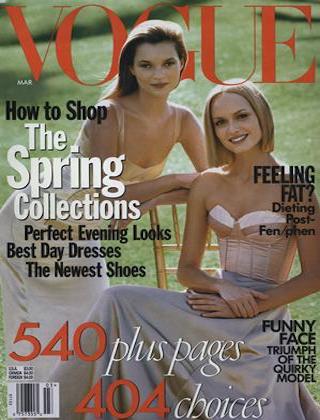 VOGUE
MAR
How to Shop
The
Spring
Collections
Perfect Evening Looks
Best Day Dresses
The Newest Shoes
FEELING
FAT?
Dieting
Post-
Fen/phen
FUNNY
FACE
TRIUMPH
OF THE
QUIRKY
MODEL
540 plus pages
404 choices